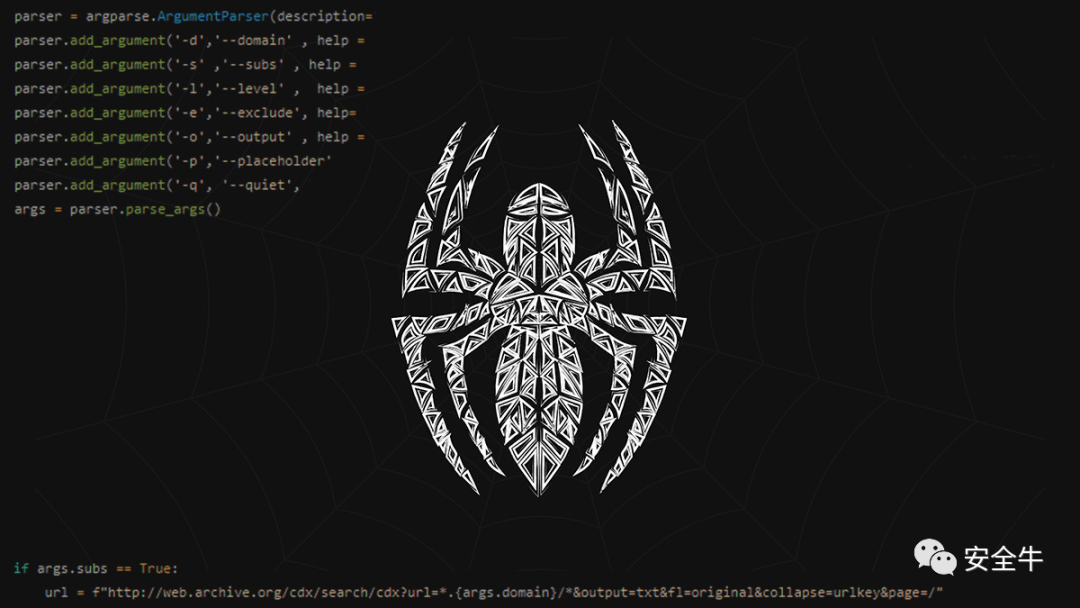 parser = argparse.ArgumentParser(description=
parser.add_argument('-d','--domain' , help =
parser.add_argument('-s' ,'--subs' , help =
parser.add_argument('-l','--level' ,  help =
parser.add_argument('-e','--exclude', help=
parser.add_argument('-o','--output' , help =
parser.add_argument('-p','--placeholder'
parser.add_argument('-q', '--quiet',
args = parser.parse_args()
if args.subs == True:
url = f"http://web.archive.org/cdx/search/cdx?url=*.{args.domain}/*&output=txt&fl=original&collapse=urlkey&page=/"
安全牛